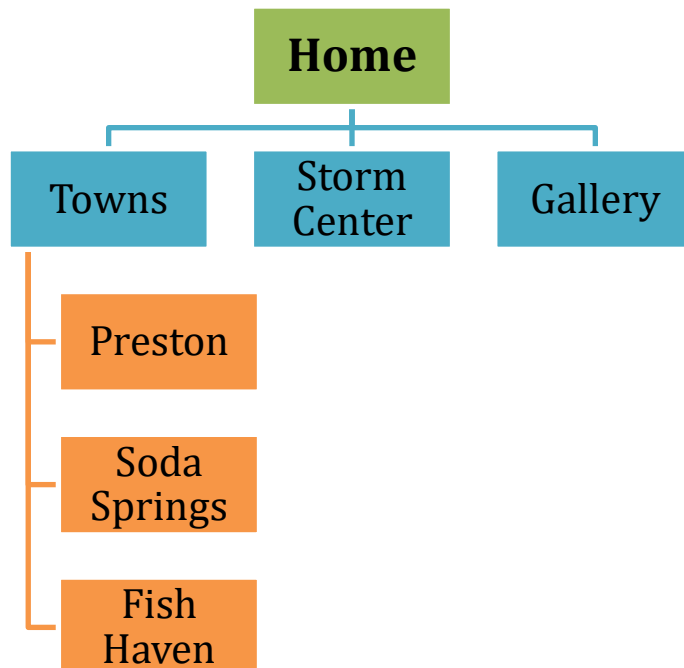 Home
Towns
Storm
Center
Gallery
Preston
Soda
Springs
Fish
Haven